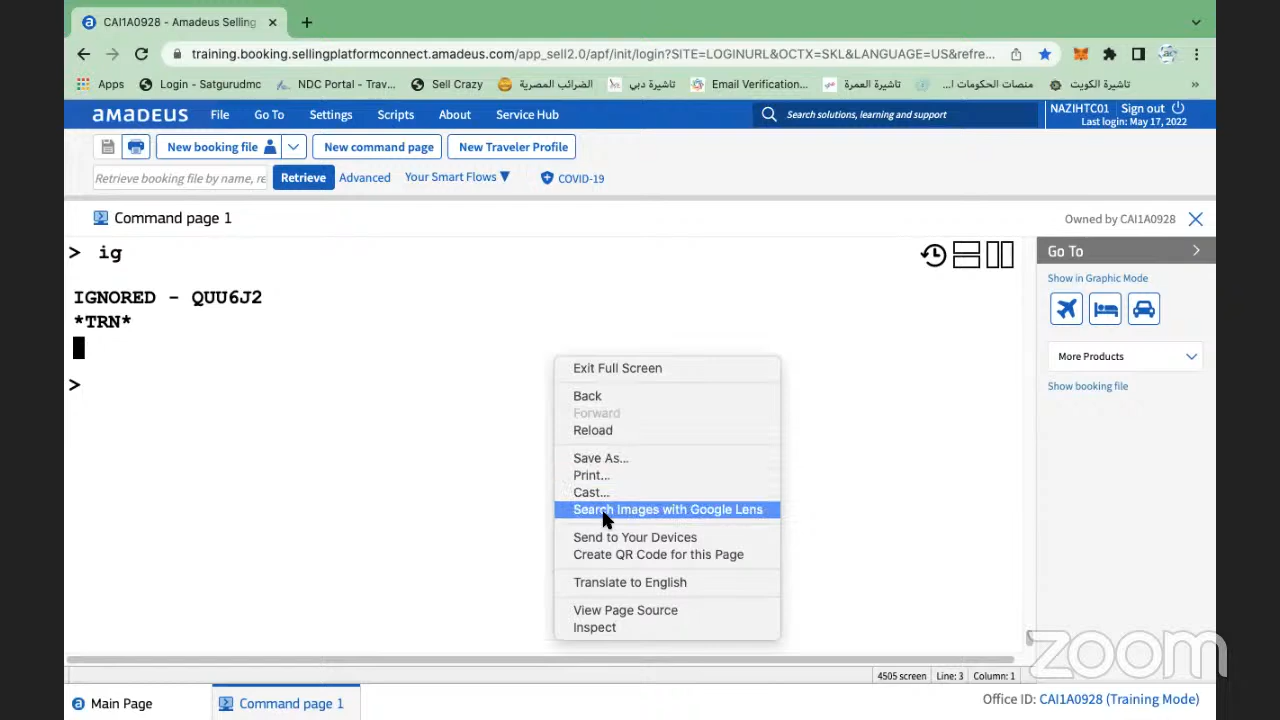 CAI1A0928 - Amadeus Selling
training.booking.sellingplatformconnect.amadeus.com/app_sell2.0/apf/init/login?SITE=LOGINURL&OCTX=SKL&LANGUAGE=US&refre...
Apps Login - Satgurudmc NDC Portal - Trav... Sell Crazy الضرائب المصرية تاشيرة دبي Email Verification... تاشيرة العمرة منصات الحكومات ا... تاشيرة الكويت »
amadeus File Go To Settings Scripts About Service Hub Search solutions, learning and support NAZIHTC01 Sign out
Last login: May 17, 2022
New booking file New command page New Traveler Profile
Retrieve booking file by name, re Retrieve Advanced Your Smart Flows COVID-19
Command page 1 Owned by CAI1A0928
> ig
Go To
Show in Graphic Mode
IGNORED - QUU6J2
*TRN*
>
More Products
Show booking file
Exit Full Screen
Back
Forward
Reload
Save As...
Print...
Cast...
Search Images with Google Lens
Send to Your Devices
Create QR Code for this Page
Translate to English
View Page Source
Inspect
zoom
4505 screen Line: 3 Column: 1
Main Page Command page 1 Office ID: CAI1A0928 (Training Mode)